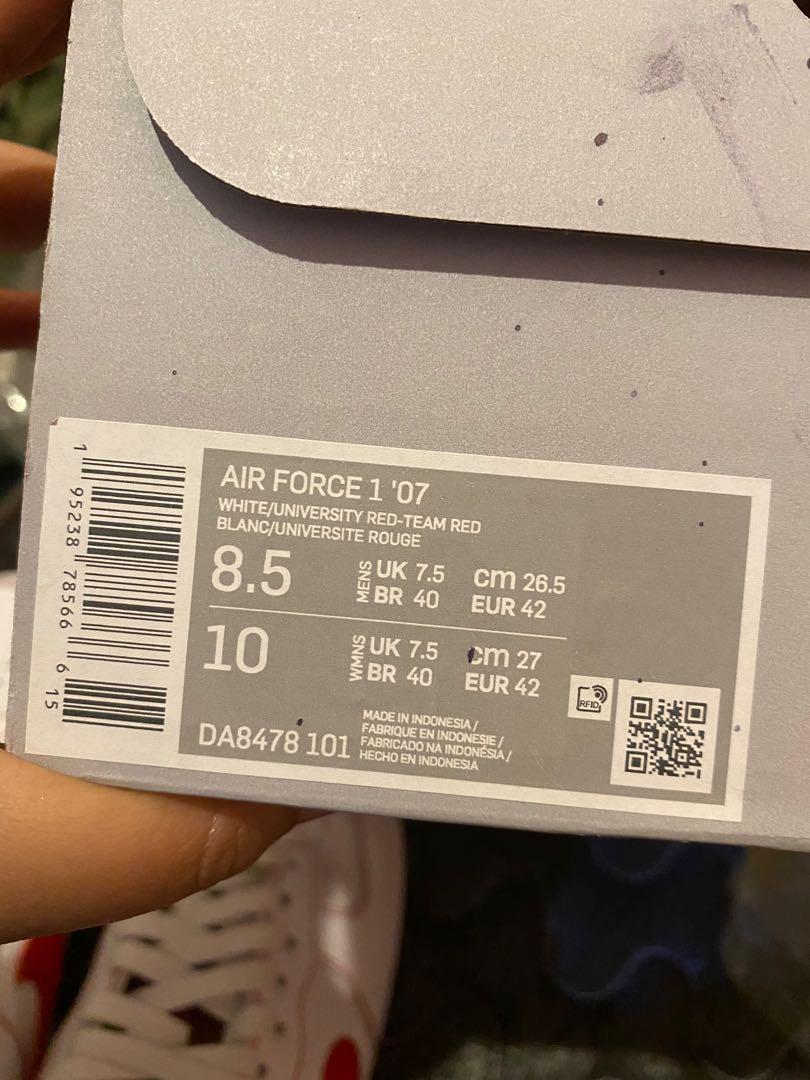 AIR FORCE 1 '07
WHITE/UNIVERSITY RED-TEAM RED
BLANC/UNIVERSITE ROUGE
8.5 MENS UK 7.5 cm 26.5
BR 40 EUR 42
10 WMNS UK 7.5 cm 27
BR 40 EUR 42
DA8478 101
MADE IN INDONESIA /
FABRIQUE EN INDONESIE /
FABRICADO NA INDONÉSIA /
HECHO EN INDONESIA
RFID
1 95238 78566 6 15